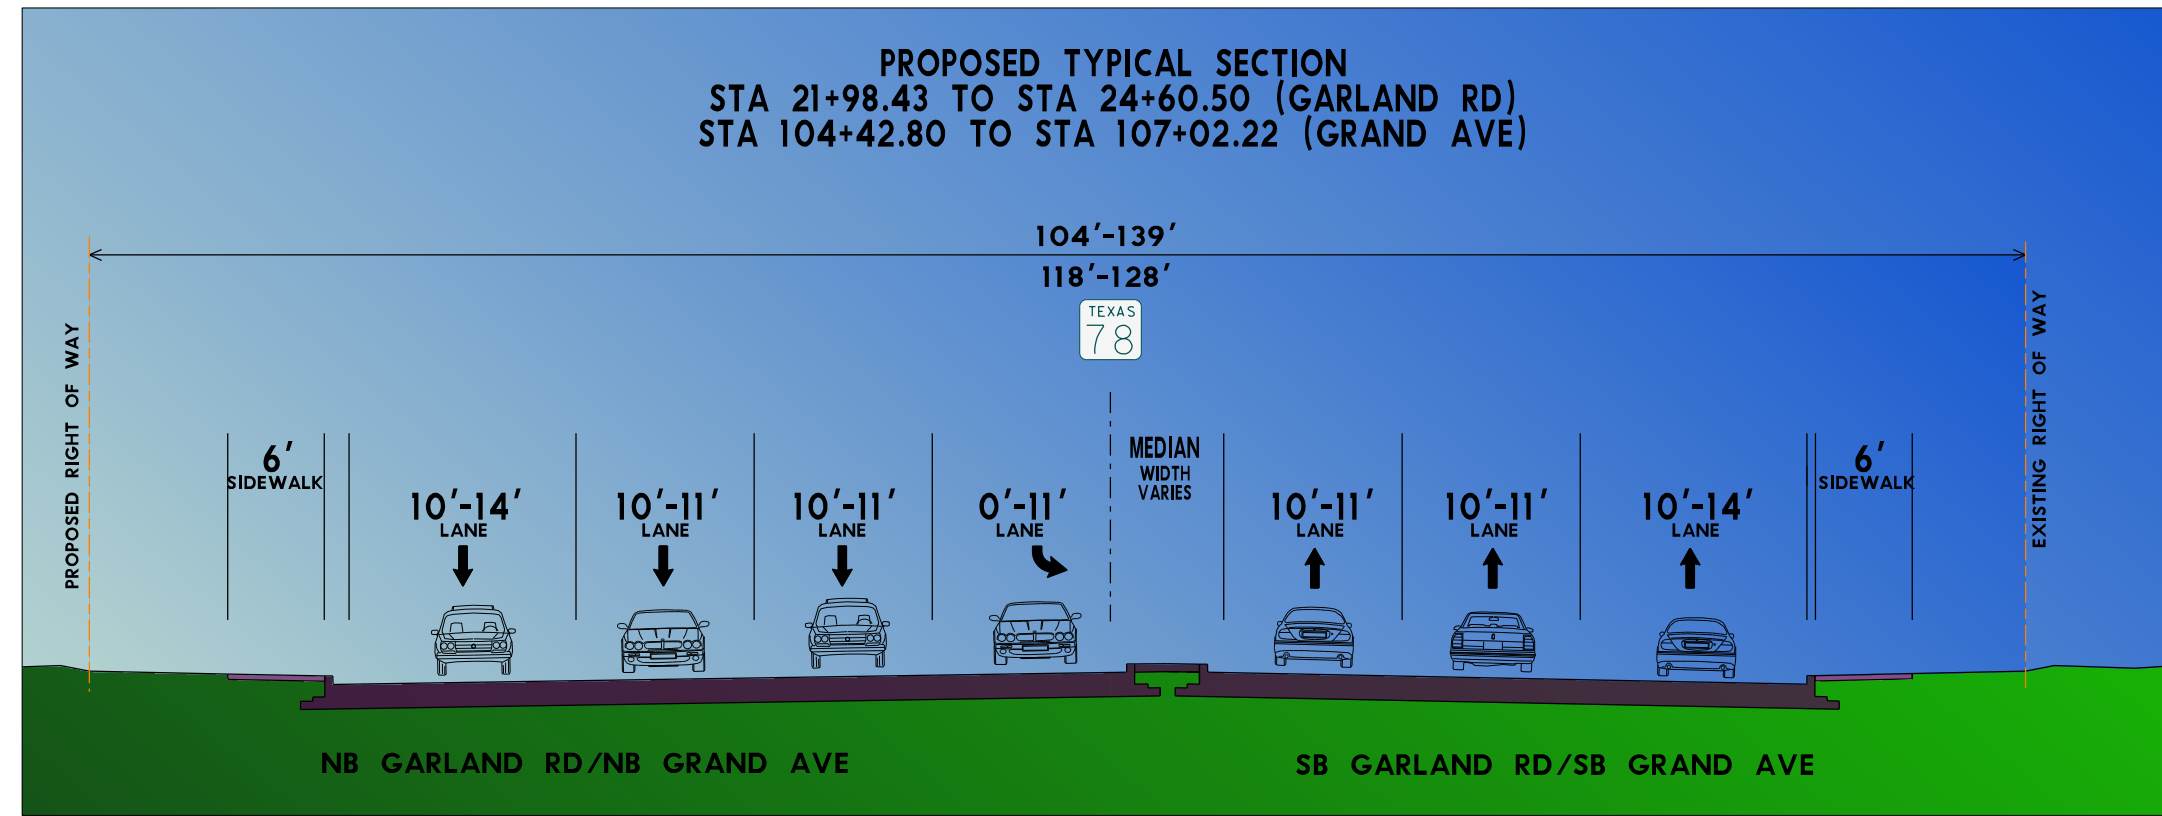 PROPOSED TYPICAL SECTION
STA 21+98.43 TO STA 24+60.50 (GARLAND RD)
STA 104+42.80 TO STA 107+02.22 (GRAND AVE)
104'-139'
118'-128'
TEXAS
78
PROPOSED RIGHT OF WAY
EXISTING RIGHT OF WAY
6'
SIDEWALK
10'-14'
LANE
10'-11'
LANE
10'-11'
LANE
0'-11'
LANE
MEDIAN
WIDTH
VARIES
10'-11'
LANE
10'-11'
LANE
10'-14'
LANE
6'
SIDEWALK
NB GARLAND RD/NB GRAND AVE
SB GARLAND RD/SB GRAND AVE